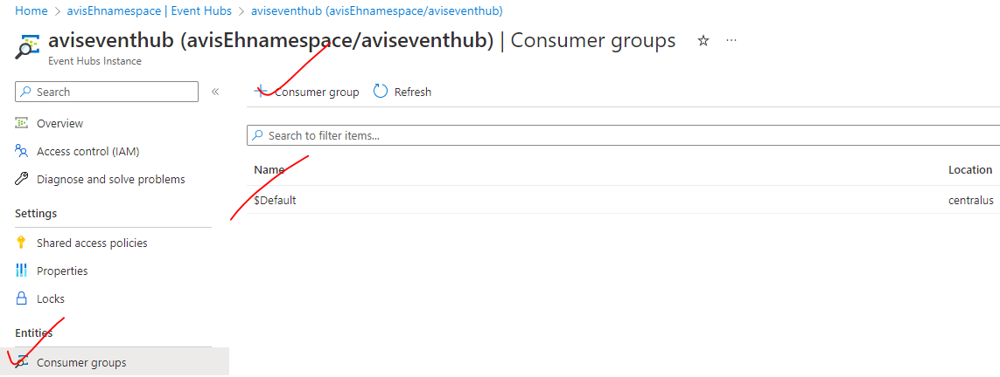 Home > avisEhnamespace | Event Hubs > aviseventhub (avisEhnamespace/aviseventhub)
aviseventhub (avisEhnamespace/aviseventhub) | Consumer groups ☆ ...
Event Hubs Instance
Search «
+ Consumer group Refresh
Overview
Search to filter items...
Access control (IAM)
Name Location
Diagnose and solve problems
$Default centralus
Settings
Shared access policies
Properties
Locks
Entities
Consumer groups